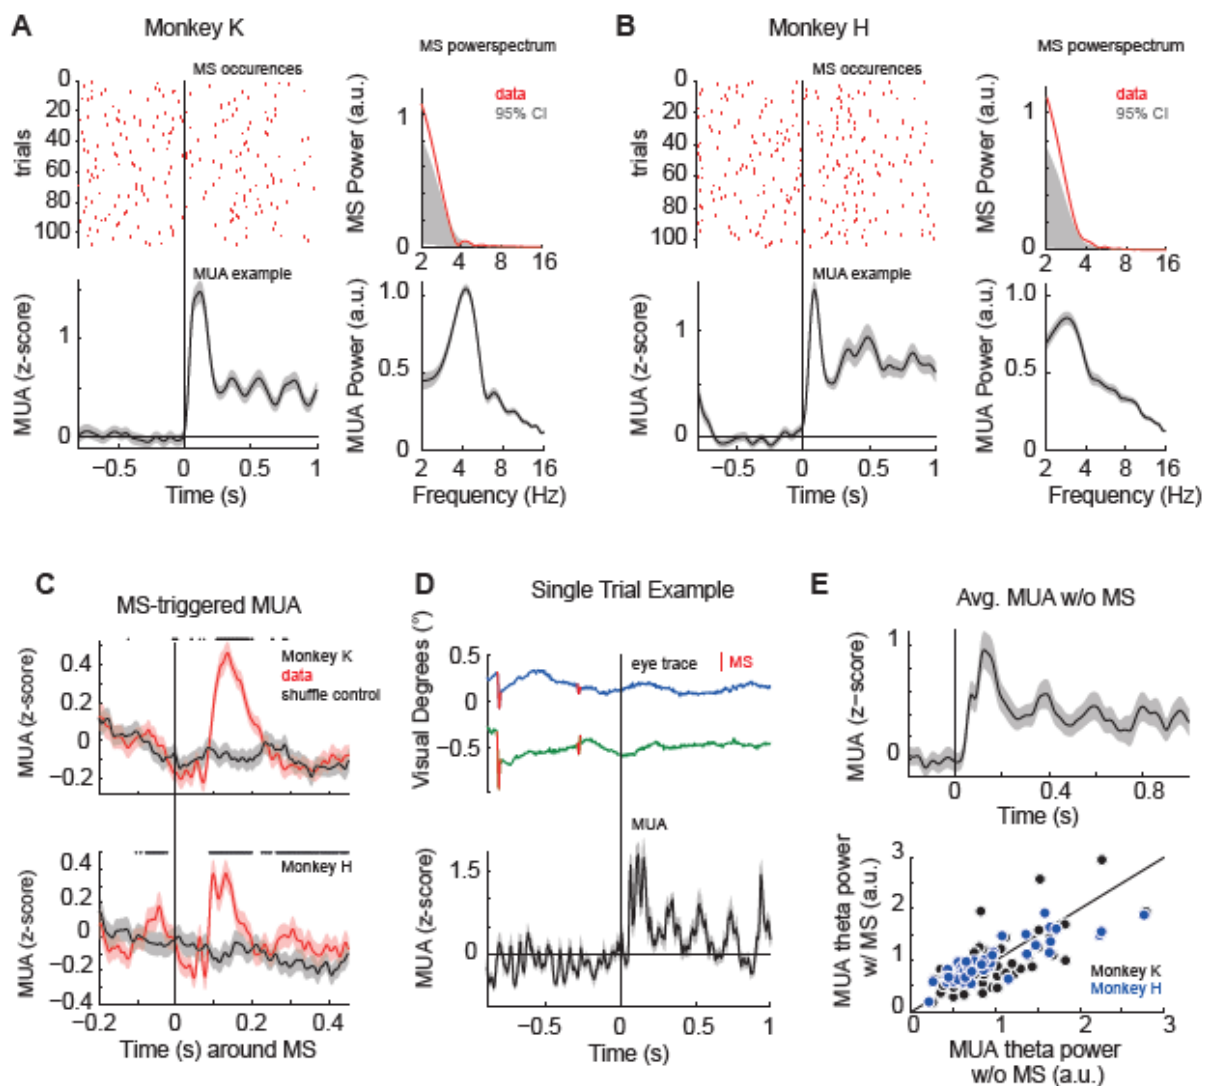 A
Monkey K
MS occurences
0
20
40
60
80
100
trials
MS powerspectrum
data
95% CI
1
0
MS Power (a.u.)
2
4
8
16
MUA example
1
0
MUA (z-score)
−0.5
0
0.5
1
Time (s)
1.0
0.5
0
MUA Power (a.u.)
2
4
8
16
Frequency (Hz)
B
Monkey H
MS occurences
0
20
40
60
80
100
trials
MS powerspectrum
data
95% CI
1
0
MS Power (a.u.)
2
4
8
16
MUA example
1
0
MUA (z-score)
−0.5
0
0.5
1
Time (s)
1.0
0.5
0
MUA Power (a.u.)
2
4
8
16
Frequency (Hz)
C
MS-triggered MUA
0.4
0.2
0
−0.2
MUA (z-score)
Monkey K
data
shuffle control
0.4
0.2
0
−0.2
−0.4
MUA (z-score)
Monkey H
−0.2
0
0.2
0.4
Time (s) around MS
D
Single Trial Example
0.5
0
−0.5
Visual Degrees (°)
eye trace
MS
MUA
1.5
0
MUA (z-score)
−0.5
0
0.5
1
Time (s)
E
Avg. MUA w/o MS
1
0
MUA (z−score)
0
0.4
0.8
Time (s)
3
2
1
0
MUA theta power
w/ MS (a.u.)
Monkey K
Monkey H
0
1
2
3
MUA theta power
w/o MS (a.u.)